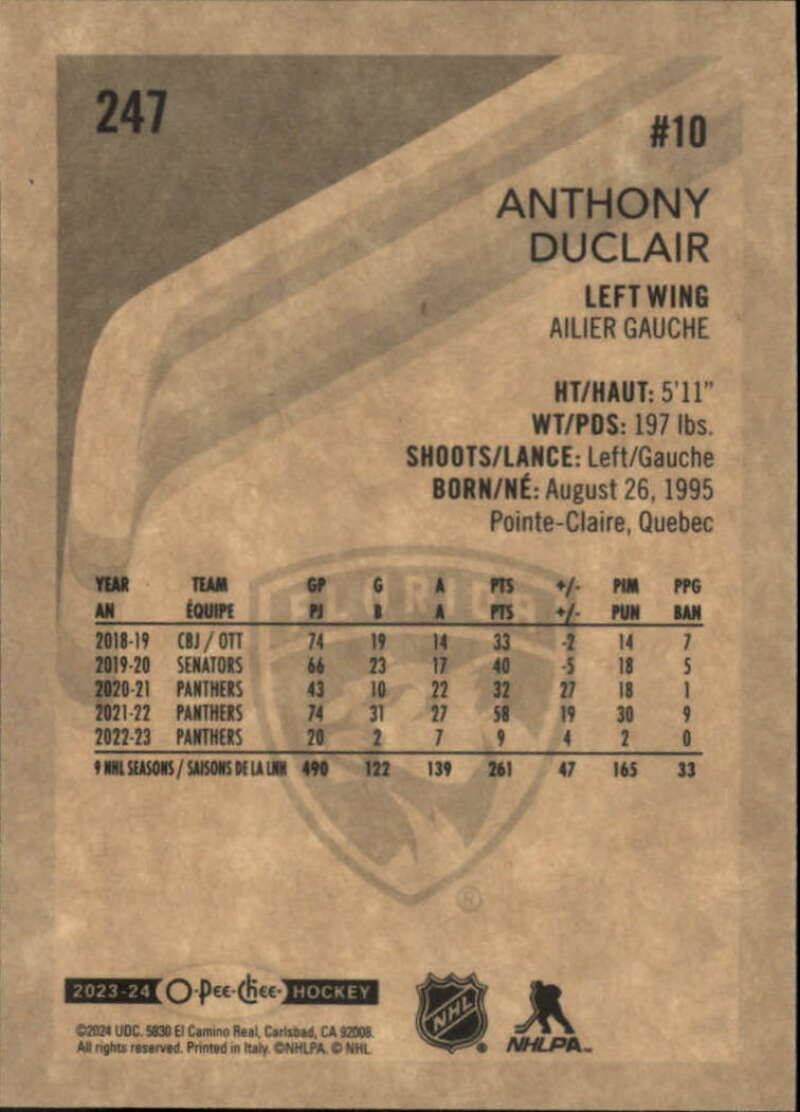 247
#10
ANTHONY
DUCLAIR
LEFT WING
AILIER GAUCHE
HT/HAUT: 5'11"
WT/PDS: 197 lbs.
SHOOTS/LANCE: Left/Gauche
BORN/NÉ: August 26, 1995
Pointe-Claire, Quebec
YEAR TEAM GP G A PTS +/- PIM PPG
AN ÉQUIPE PJ B A PTS +/- PUN BAN
2018-19 CBJ / OTT 74 19 14 33 -2 14 7
2019-20 SENATORS 66 23 17 40 -5 18 5
2020-21 PANTHERS 43 10 22 32 27 18 1
2021-22 PANTHERS 74 31 27 58 19 30 9
2022-23 PANTHERS 20 2 7 9 4 2 0
9 NHL SEASONS / SAISONS DE LA LNH 490 122 139 261 47 165 33
FLORIDA
®
2023-24 O-Pee-Chee- HOCKEY
©2024 UDC. 5830 El Camino Real, Carlsbad, CA 92008.
All rights reserved. Printed in Italy. ©NHLPA. © NHL
NHL
NHLPA™